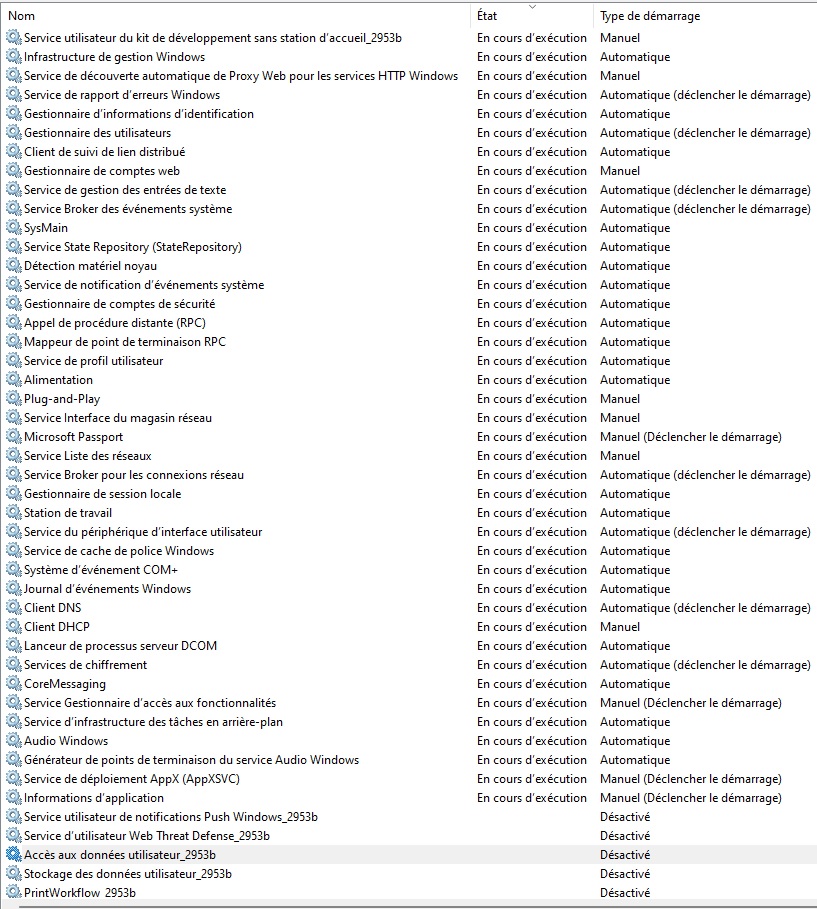 Nom État Type de démarrage
Service utilisateur du kit de développement sans station d’accueil_2953b En cours d’exécution Manuel
Infrastructure de gestion Windows En cours d’exécution Automatique
Service de découverte automatique de Proxy Web pour les services HTTP Windows En cours d’exécution Manuel
Service de rapport d’erreurs Windows En cours d’exécution Automatique (déclencher le démarrage)
Gestionnaire d’informations d’identification En cours d’exécution Automatique
Gestionnaire des utilisateurs En cours d’exécution Automatique (déclencher le démarrage)
Client de suivi de lien distribué En cours d’exécution Automatique
Gestionnaire de comptes web En cours d’exécution Manuel
Service de gestion des entrées de texte En cours d’exécution Automatique (déclencher le démarrage)
Service Broker des événements système En cours d’exécution Automatique (déclencher le démarrage)
SysMain En cours d’exécution Automatique
Service State Repository (StateRepository) En cours d’exécution Automatique
Détection matériel noyau En cours d’exécution Automatique
Service de notification d’événements système En cours d’exécution Automatique
Gestionnaire de comptes de sécurité En cours d’exécution Automatique
Appel de procédure distante (RPC) En cours d’exécution Automatique
Mappeur de point de terminaison RPC En cours d’exécution Automatique
Service de profil utilisateur En cours d’exécution Automatique
Alimentation En cours d’exécution Automatique
Plug-and-Play En cours d’exécution Manuel
Service Interface du magasin réseau En cours d’exécution Manuel
Microsoft Passport En cours d’exécution Manuel (Déclencher le démarrage)
Service Liste des réseaux En cours d’exécution Manuel
Service Broker pour les connexions réseau En cours d’exécution Automatique (déclencher le démarrage)
Gestionnaire de session locale En cours d’exécution Automatique
Station de travail En cours d’exécution Automatique
Service du périphérique d’interface utilisateur En cours d’exécution Automatique (déclencher le démarrage)
Service de cache de police Windows En cours d’exécution Automatique
Système d’événement COM+ En cours d’exécution Automatique
Journal d’événements Windows En cours d’exécution Automatique
Client DNS En cours d’exécution Automatique (déclencher le démarrage)
Client DHCP En cours d’exécution Manuel
Lanceur de processus serveur DCOM En cours d’exécution Automatique
Services de chiffrement En cours d’exécution Automatique (déclencher le démarrage)
CoreMessaging En cours d’exécution Automatique
Service Gestionnaire d’accès aux fonctionnalités En cours d’exécution Manuel (Déclencher le démarrage)
Service d’infrastructure des tâches en arrière-plan En cours d’exécution Automatique
Audio Windows En cours d’exécution Automatique
Générateur de points de terminaison du service Audio Windows En cours d’exécution Automatique
Service de déploiement AppX (AppXSVC) En cours d’exécution Manuel (Déclencher le démarrage)
Informations d’application En cours d’exécution Manuel (Déclencher le démarrage)
Service utilisateur de notifications Push Windows_2953b Désactivé
Service d’utilisateur Web Threat Defense_2953b Désactivé
Accès aux données utilisateur_2953b Désactivé
Stockage des données utilisateur_2953b Désactivé
PrintWorkflow_2953b Désactivé